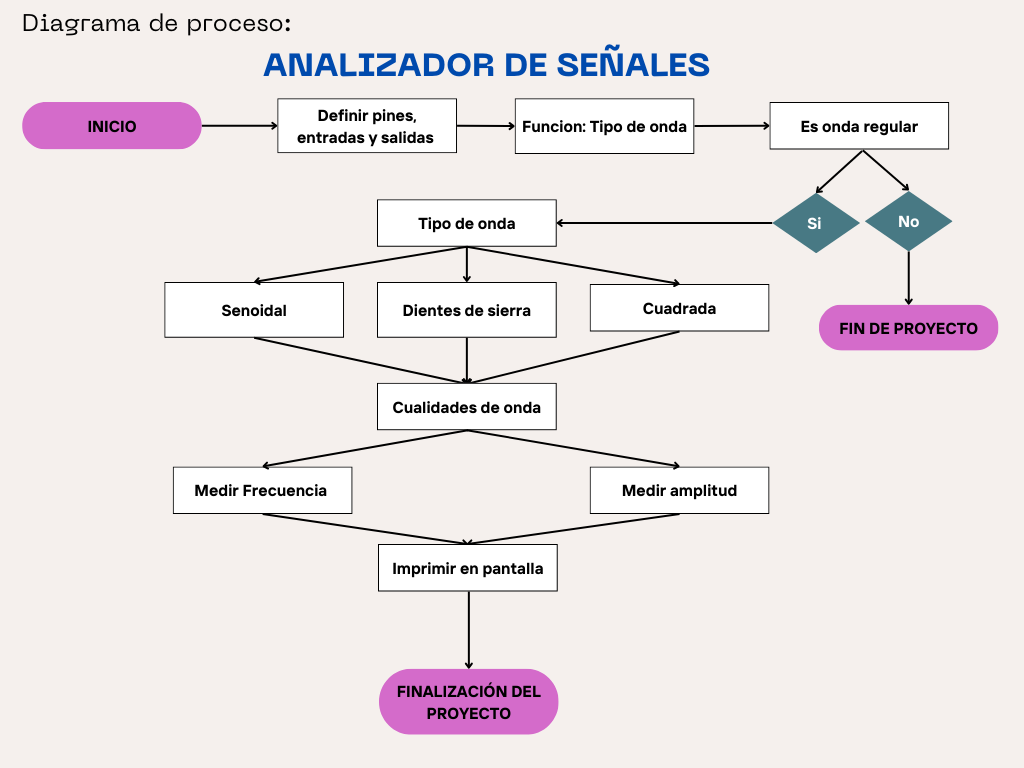 Diagrama de proceso:
ANALIZADOR DE SEÑALES
INICIO
Definir pines,
entradas y salidas
Funcion: Tipo de onda
Es onda regular
Si
No
Tipo de onda
Senoidal
Dientes de sierra
Cuadrada
FIN DE PROYECTO
Cualidades de onda
Medir Frecuencia
Medir amplitud
Imprimir en pantalla
FINALIZACIÓN DEL
PROYECTO